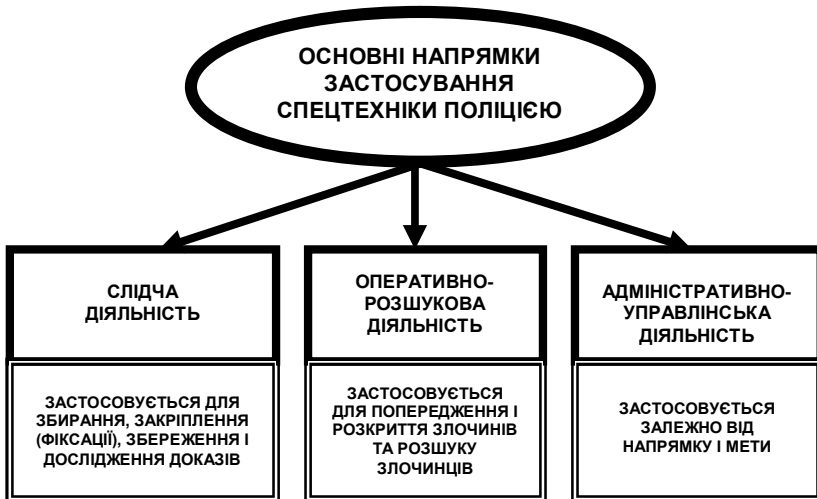 ОСНОВНІ НАПРЯМКИ
ЗАСТОСУВАННЯ
СПЕЦТЕХНІКИ ПОЛІЦІЄЮ
СЛІДЧА
ДІЯЛЬНІСТЬ
ЗАСТОСОВУЄТЬСЯ ДЛЯ
ЗБИРАННЯ, ЗАКРІПЛЕННЯ
(ФІКСАЦІЇ), ЗБЕРЕЖЕННЯ І
ДОСЛІДЖЕННЯ ДОКАЗІВ
ОПЕРАТИВНО-
РОЗШУКОВА
ДІЯЛЬНІСТЬ
ЗАСТОСОВУЄТЬСЯ
ДЛЯ ПОПЕРЕДЖЕННЯ І
РОЗКРИТТЯ ЗЛОЧИНІВ
ТА РОЗШУКУ
ЗЛОЧИНЦІВ
АДМІНІСТРАТИВНО-
УПРАВЛІНСЬКА
ДІЯЛЬНІСТЬ
ЗАСТОСОВУЄТЬСЯ
ЗАЛЕЖНО ВІД
НАПРЯМКУ І МЕТИ